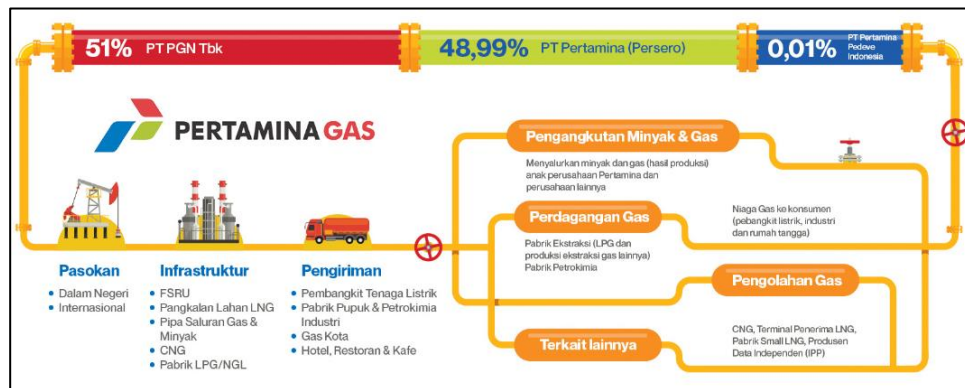 51% PT PGN Tbk
48,99% PT Pertamina (Persero)
0,01% PT Pertamina
Pedeve
Indonesia
PERTAMINA GAS
Pasokan
• Dalam Negeri
• Internasional
Infrastruktur
• FSRU
• Pangkalan Lahan LNG
• Pipa Saluran Gas &
Minyak
• CNG
• Pabrik LPG/NGL
Pengiriman
• Pembangkit Tenaga Listrik
• Pabrik Pupuk & Petrokimia
Industri
• Gas Kota
• Hotel, Restoran & Kafe
Pengangkutan Minyak & Gas
Menyalurkan minyak dan gas (hasil produksi)
anak perusahaan Pertamina dan
perusahaan lainnya
Perdagangan Gas
Pabrik Ekstraksi (LPG dan
produksi ekstraksi gas lainnya)
Pabrik Petrokimia
Niaga Gas ke konsumen
(pebangkit listrik, industri
dan rumah tangga)
Pengolahan Gas
CNG, Terminal Penerima LNG,
Pabrik Small LNG, Produsen
Data Independen (IPP)
Terkait lainnya